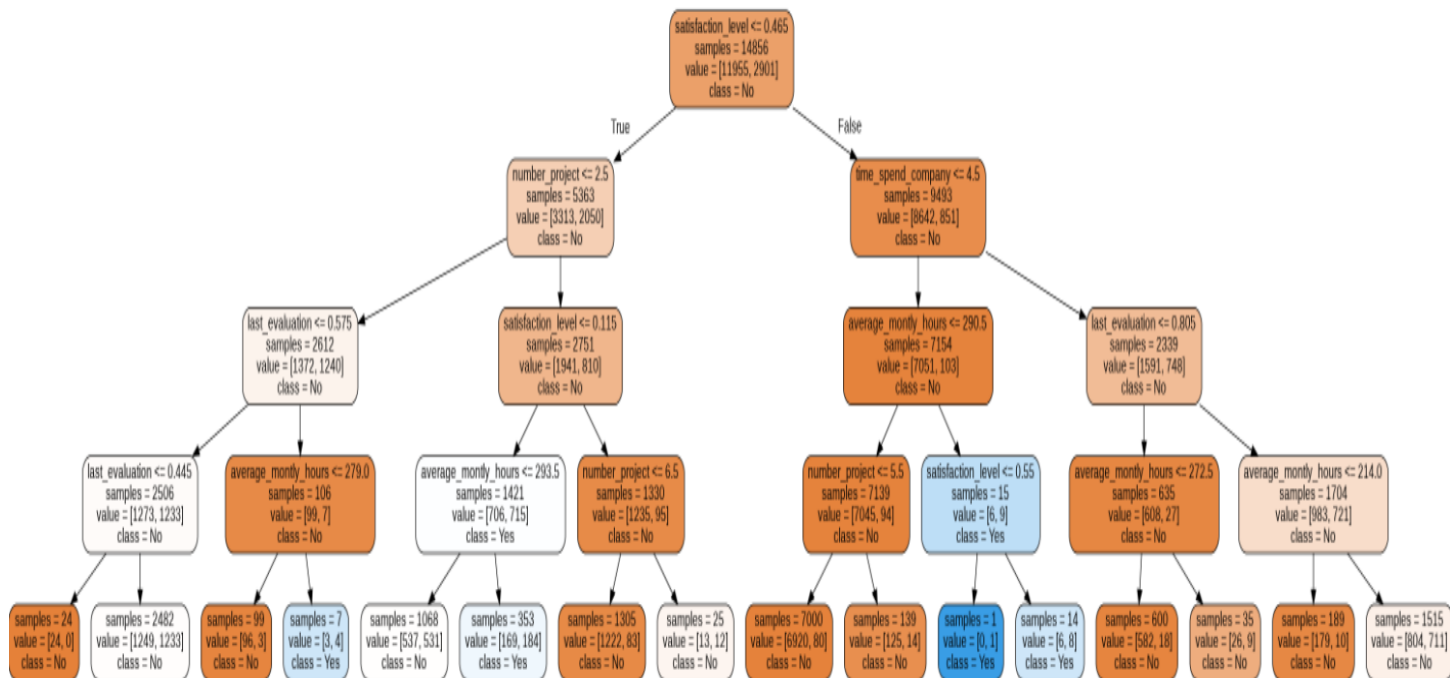 satisfaction_level <= 0.465
samples = 14856
value = [11955, 2901]
class = No
True
False
number_project <= 2.5
samples = 5363
value = [3313, 2050]
class = No
time_spend_company <= 4.5
samples = 9493
value = [8642, 851]
class = No
last_evaluation <= 0.575
samples = 2612
value = [1372, 1240]
class = No
satisfaction_level <= 0.115
samples = 2751
value = [1941, 810]
class = No
average_montly_hours <= 290.5
samples = 7154
value = [7051, 103]
class = No
last_evaluation <= 0.805
samples = 2339
value = [1591, 748]
class = No
last_evaluation <= 0.445
samples = 2506
value = [1273, 1233]
class = No
average_montly_hours <= 279.0
samples = 106
value = [99, 7]
class = No
average_montly_hours <= 293.5
samples = 1421
value = [706, 715]
class = Yes
number_project <= 6.5
samples = 1330
value = [1235, 95]
class = No
number_project <= 5.5
samples = 7139
value = [7045, 94]
class = No
satisfaction_level <= 0.55
samples = 15
value = [6, 9]
class = Yes
average_montly_hours <= 272.5
samples = 635
value = [608, 27]
class = No
average_montly_hours <= 214.0
samples = 1704
value = [983, 721]
class = No
samples = 24
value = [24, 0]
class = No
samples = 2482
value = [1249, 1233]
class = No
samples = 99
value = [96, 3]
class = No
samples = 7
value = [3, 4]
class = Yes
samples = 1068
value = [537, 531]
class = No
samples = 353
value = [169, 184]
class = Yes
samples = 1305
value = [1222, 83]
class = No
samples = 25
value = [13, 12]
class = No
samples = 7000
value = [6920, 80]
class = No
samples = 139
value = [125, 14]
class = No
samples = 1
value = [0, 1]
class = Yes
samples = 14
value = [6, 8]
class = Yes
samples = 600
value = [582, 18]
class = No
samples = 35
value = [26, 9]
class = No
samples = 189
value = [179, 10]
class = No
samples = 1515
value = [804, 711]
class = No